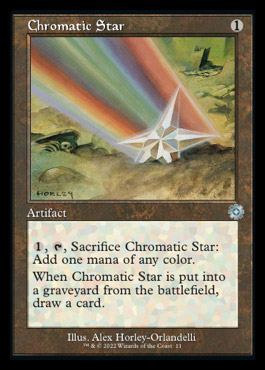 Chromatic Star 1
HORLEY
Artifact
1, T, Sacrifice Chromatic Star:
Add one mana of any color.
When Chromatic Star is put into
a graveyard from the battlefield,
draw a card.
Illus. Alex Horley-Orlandelli
™ & © 2022 Wizards of the Coast 11